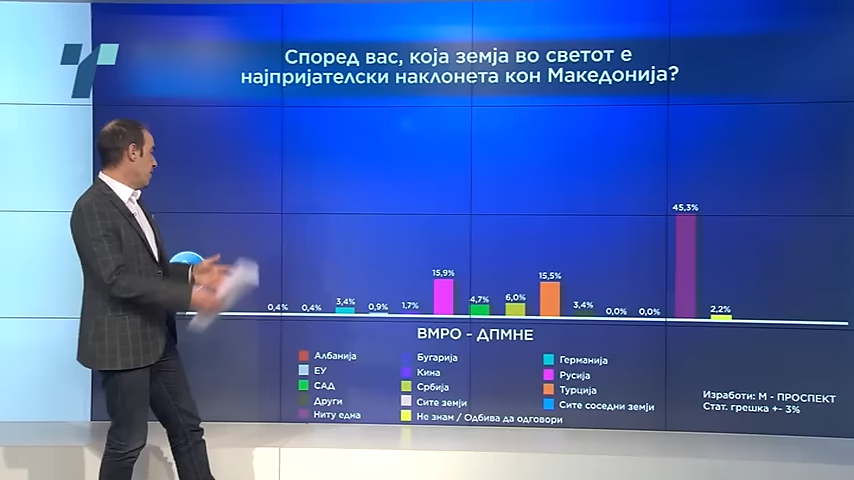 Според вас, која земја во светот е
најпријателски наклонета кон Македонија?
45,3%
15,9%
15,5%
0,4%
0,4%
3,4%
0,9%
1,7%
4,7%
6,0%
3,4%
0,0%
0,0%
2,2%
ВМРО - ДПМНЕ
Албанија
Бугарија
Германија
ЕУ
Кина
Русија
САД
Србија
Турција
Други
Сите земји
Сите соседни земји
Ниту една
Не знам / Одбива да одговори
Изработи: М - ПРОСПЕКТ
Стат. грешка +- 3%